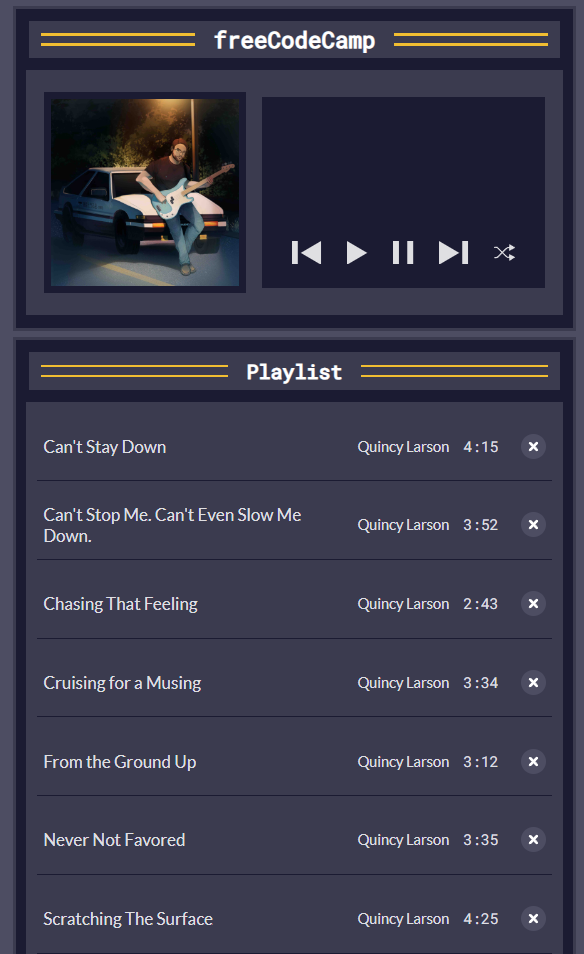 freeCodeCamp
Playlist
Can't Stay Down Quincy Larson 4:15
Can't Stop Me. Can't Even Slow Me
Down. Quincy Larson 3:52
Chasing That Feeling Quincy Larson 2:43
Cruising for a Musing Quincy Larson 3:34
From the Ground Up Quincy Larson 3:12
Never Not Favored Quincy Larson 3:35
Scratching The Surface Quincy Larson 4:25